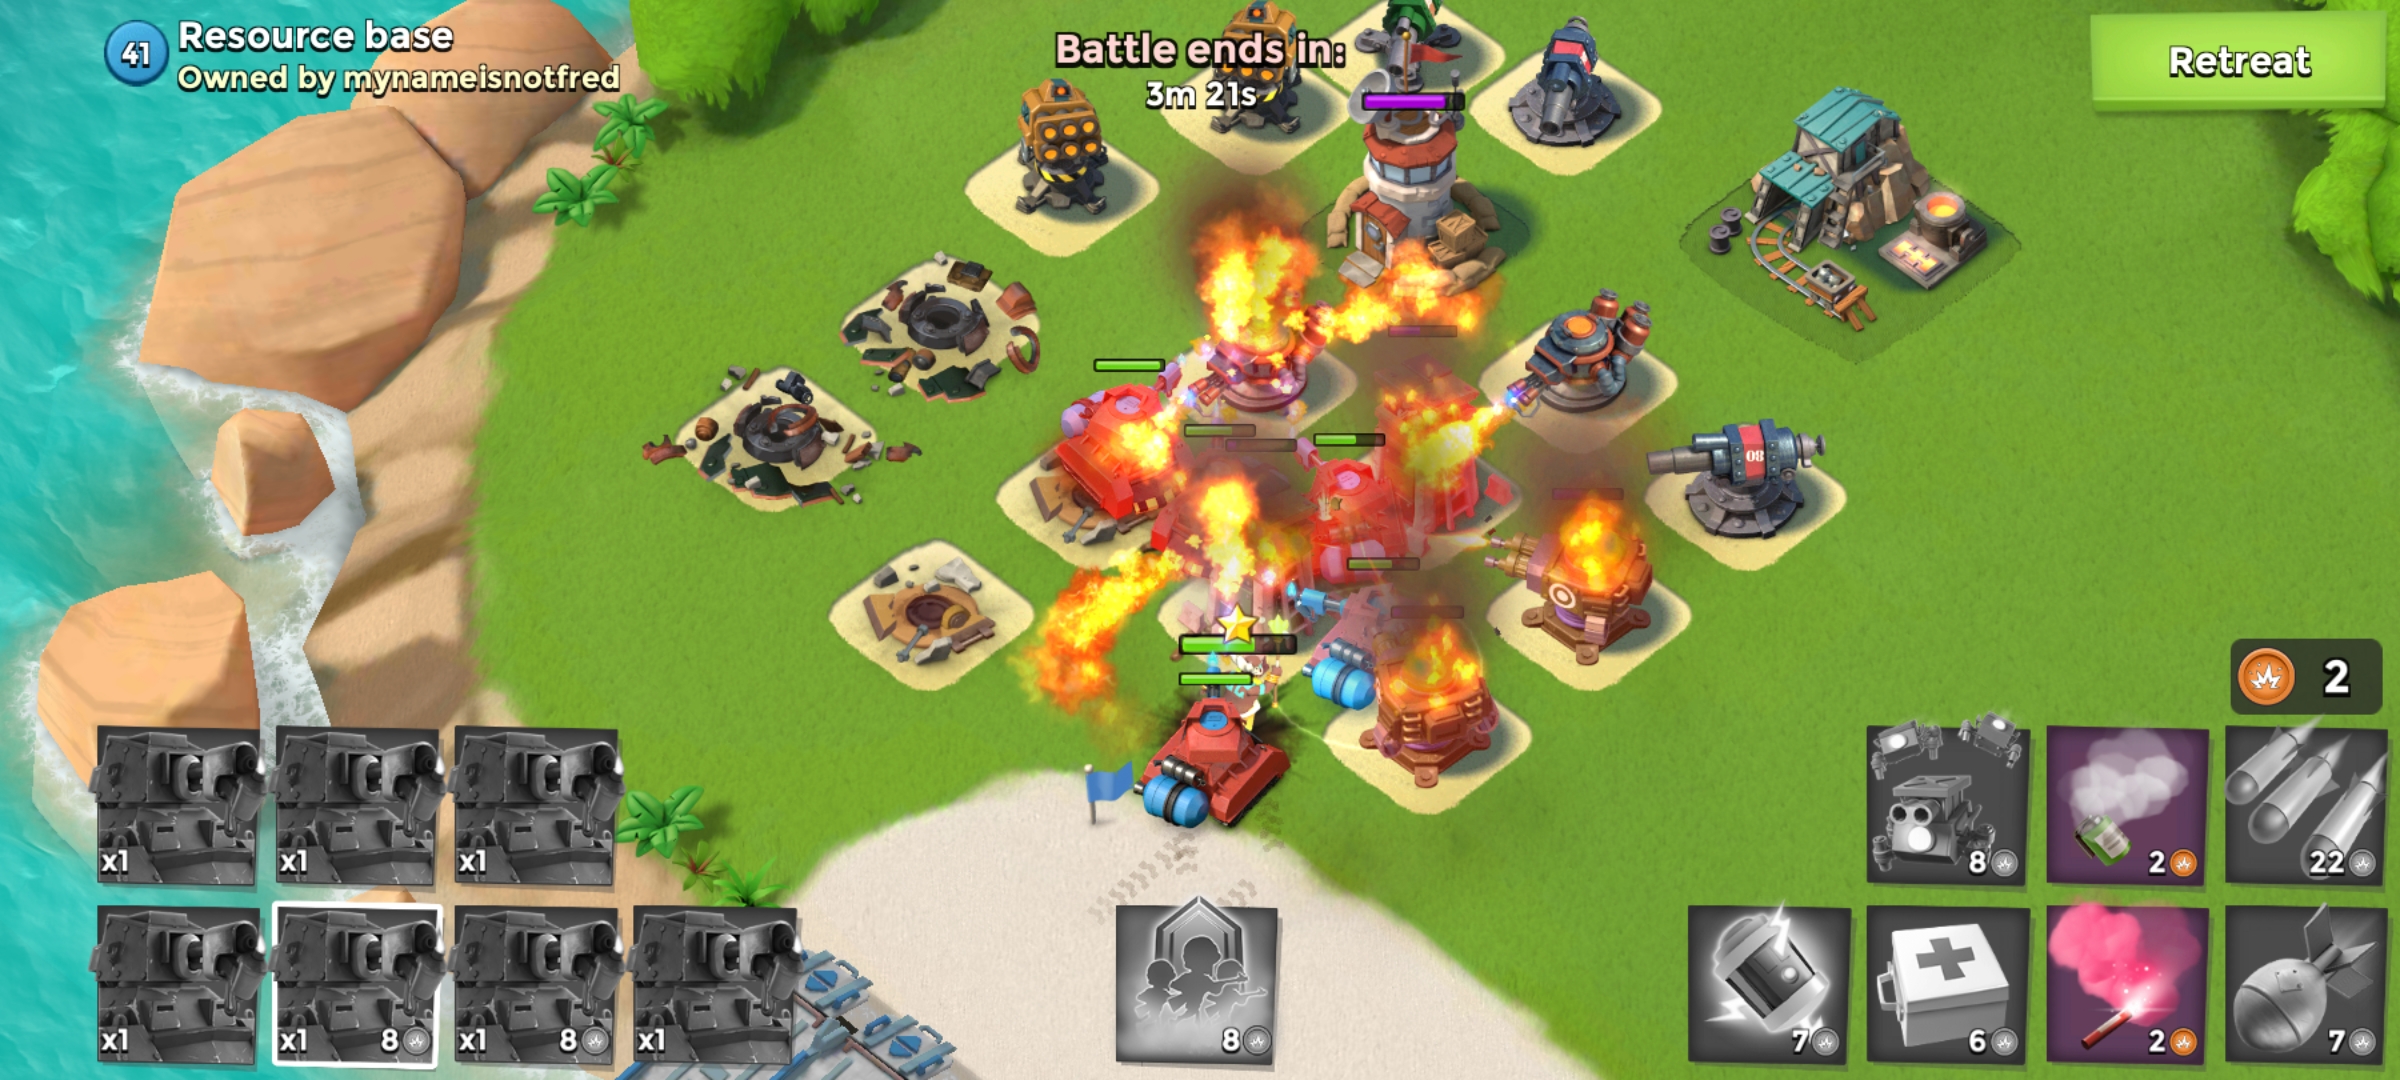 41
Resource base
Owned by mynameisnotfred
Battle ends in:
3m 21s
Retreat
08
2
x1
x1
x1
8
2
22
x1
x1 8
x1 8
x1
8
7
6
2
7